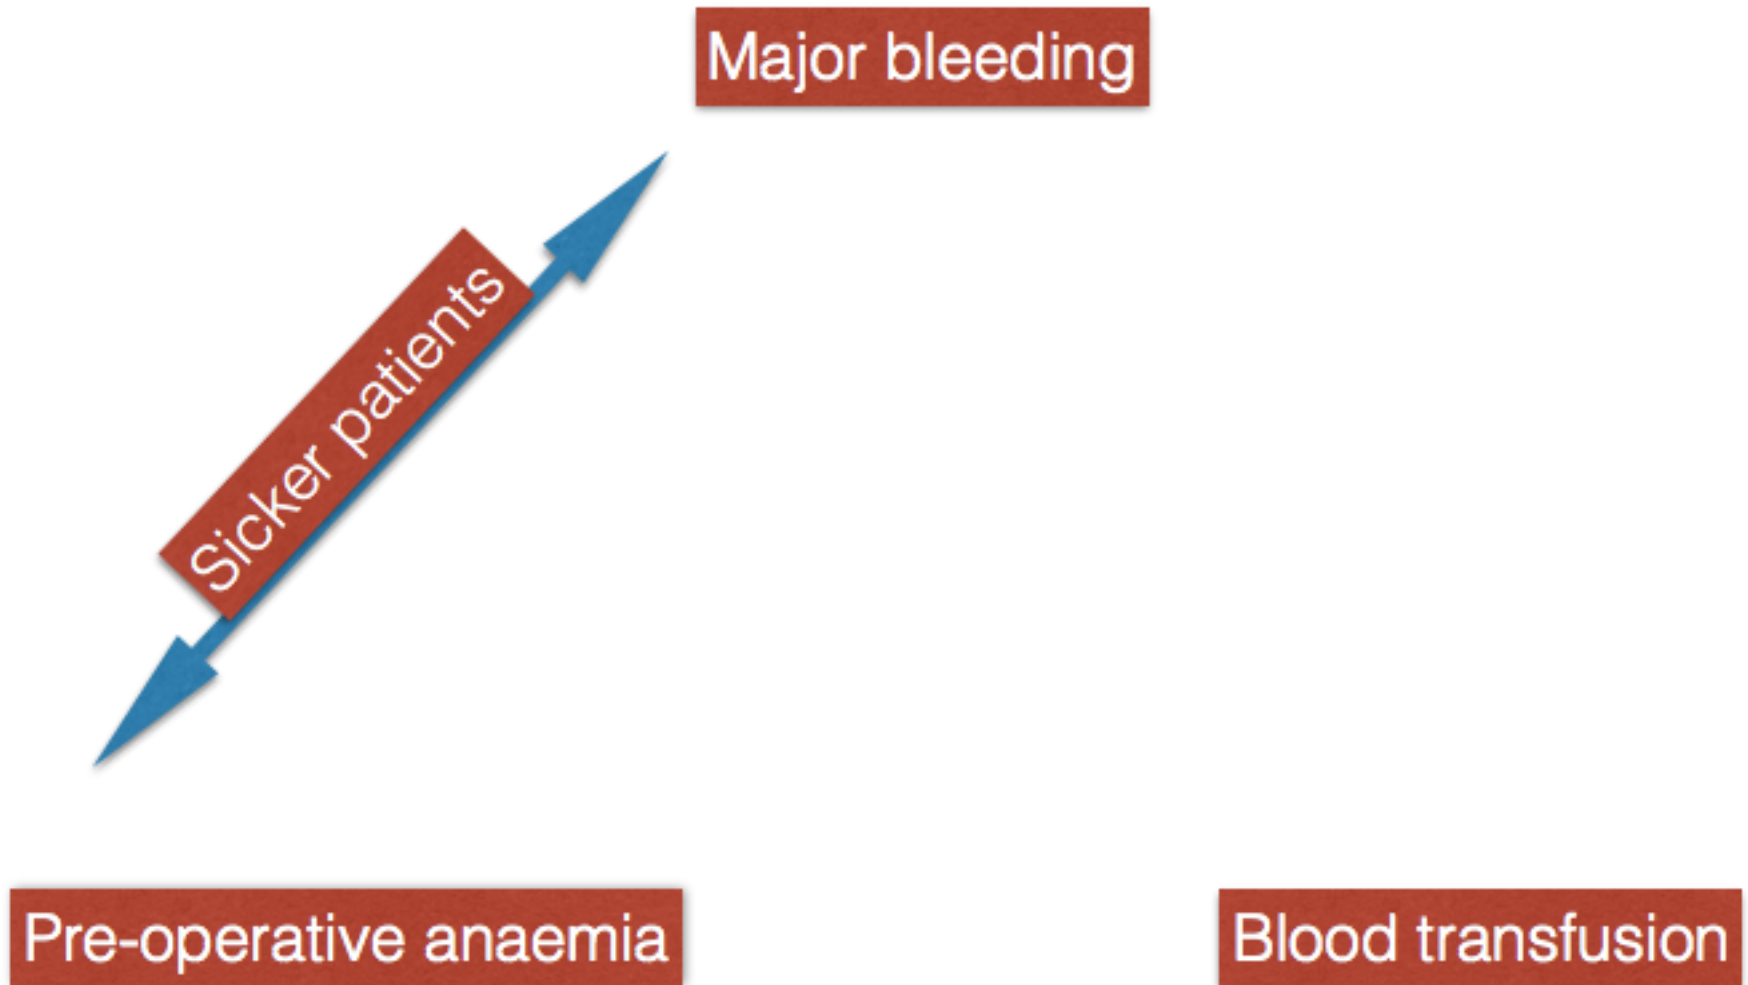 Major bleeding
Sicker patients
Pre-operative anaemia
Blood transfusion